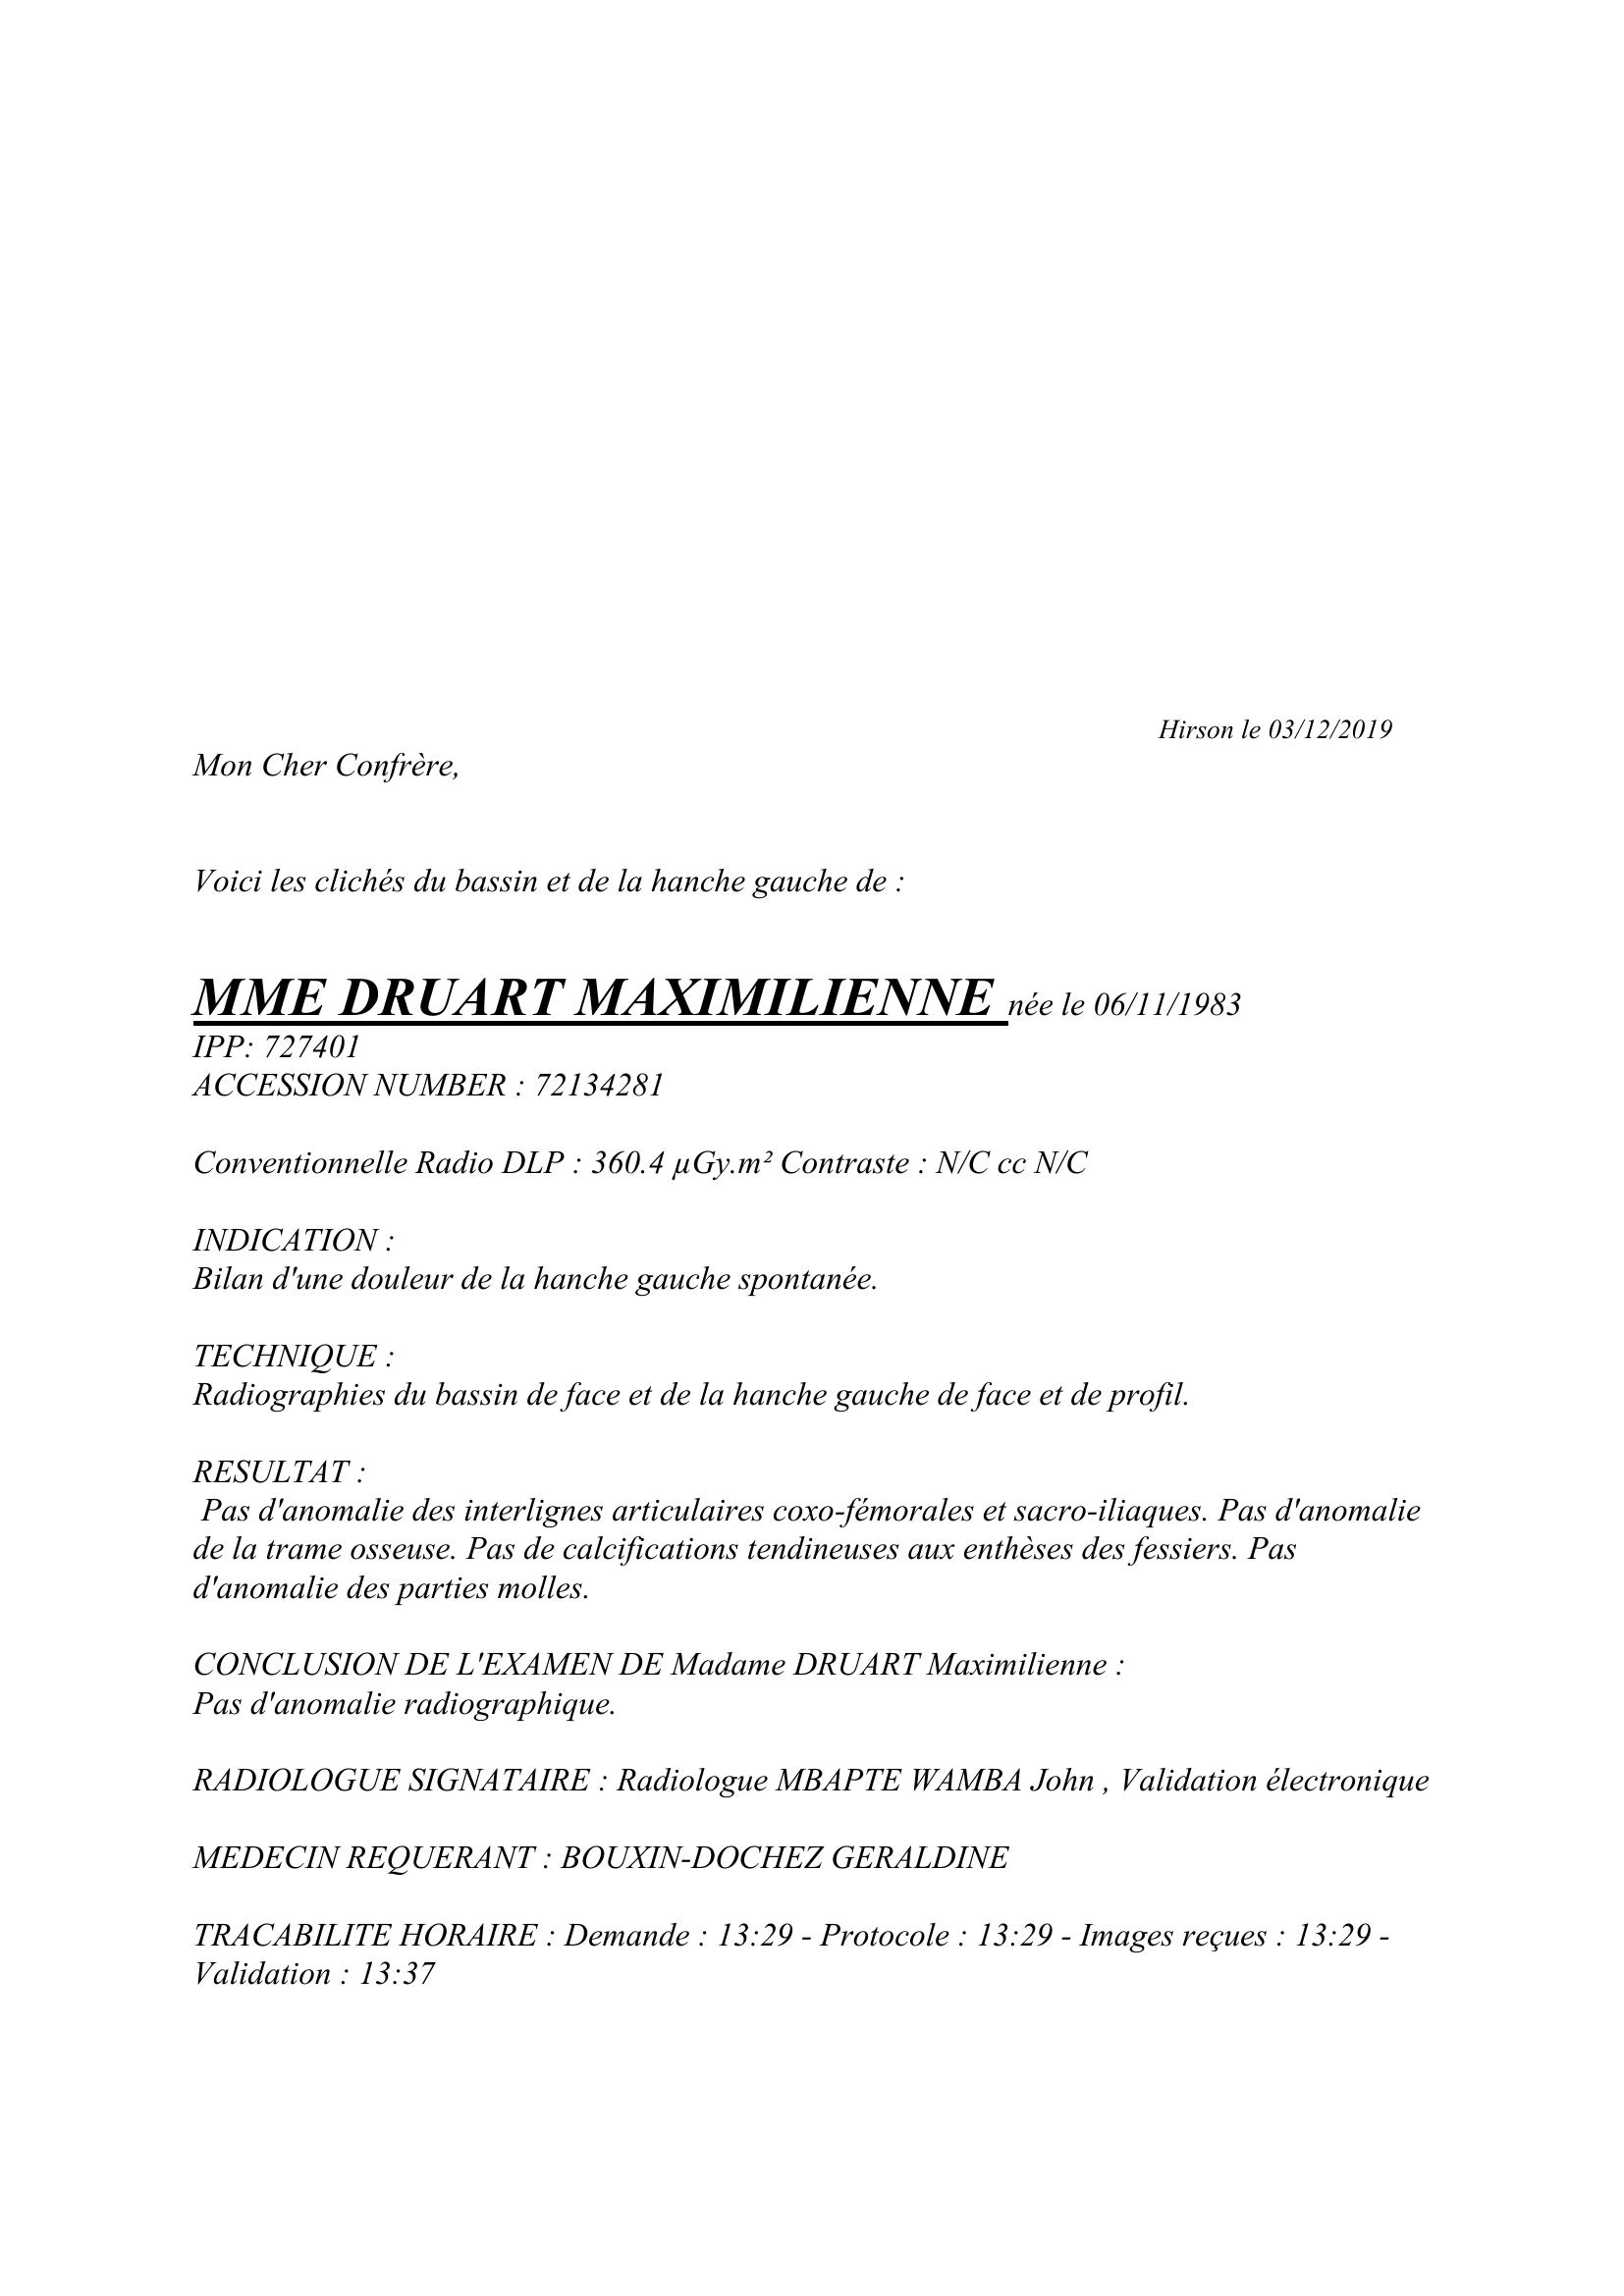 Hirson le 03/12/2019
Mon Cher Confrère,
Voici les clichés du bassin et de la hanche gauche de :
MME DRUART MAXIMILIENNE née le 06/11/1983
IPP: 727401
ACCESSION NUMBER : 72134281
Conventionnelle Radio DLP : 360.4 µGy.m² Contraste : N/C cc N/C
INDICATION :
Bilan d'une douleur de la hanche gauche spontanée.
TECHNIQUE :
Radiographies du bassin de face et de la hanche gauche de face et de profil.
RESULTAT :
Pas d'anomalie des interlignes articulaires coxo-fémorales et sacro-iliaques. Pas d'anomalie
de la trame osseuse. Pas de calcifications tendineuses aux enthèses des fessiers. Pas
d'anomalie des parties molles.
CONCLUSION DE L'EXAMEN DE Madame DRUART Maximilienne :
Pas d'anomalie radiographique.
RADIOLOGUE SIGNATAIRE : Radiologue MBAPTE WAMBA John , Validation électronique
MEDECIN REQUERANT : BOUXIN-DOCHEZ GERALDINE
TRACABILITE HORAIRE : Demande : 13:29 - Protocole : 13:29 - Images reçues : 13:29 -
Validation : 13:37